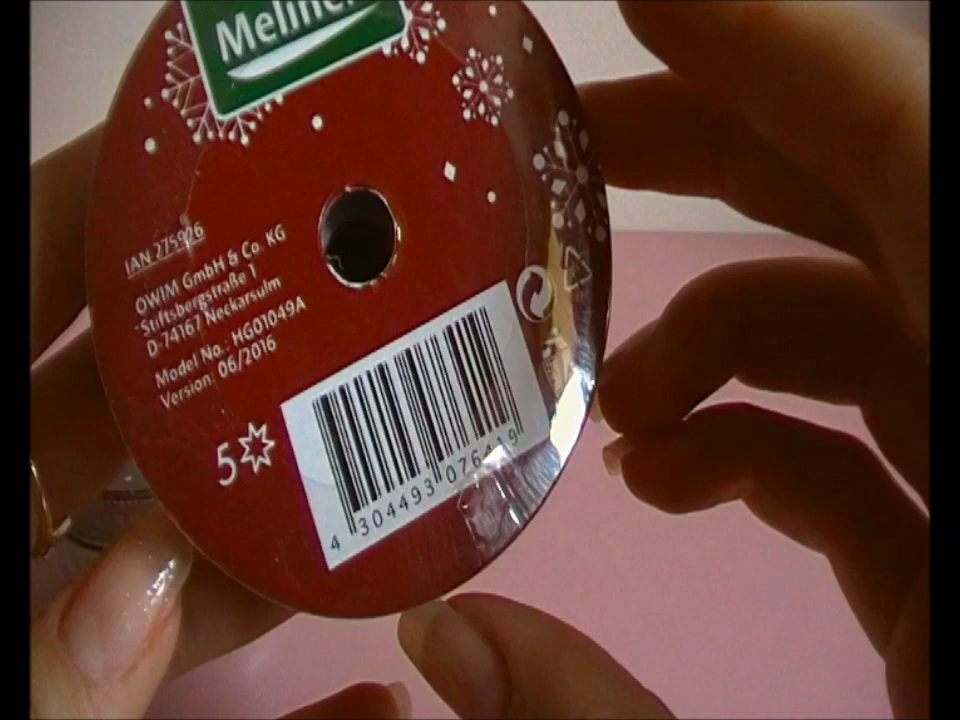 IAN 275926
OWIM GmbH & Co. KG
Stiftsbergstraße 1
D-74167 Neckarsulm
Model No.: HG01049A
Version: 06/2016
5
4 304493 076419